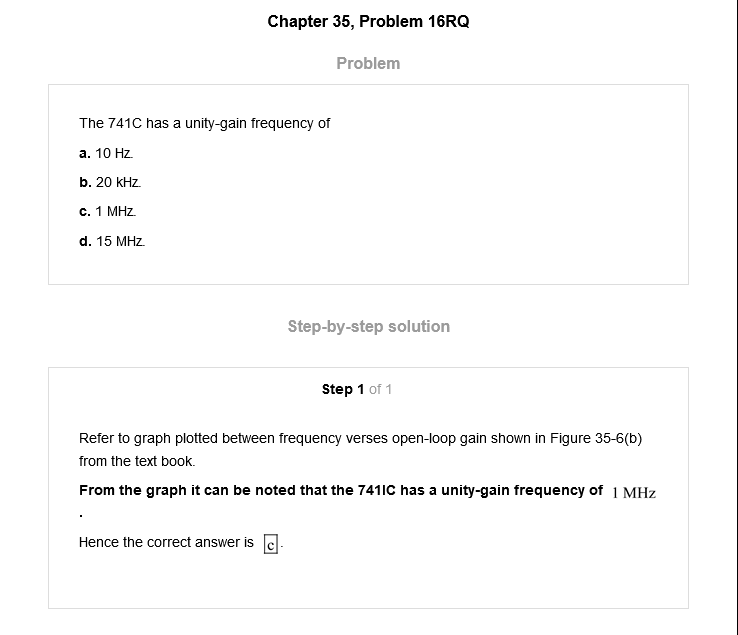 Chapter 35, Problem 16RQ
Problem
The 741C has a unity-gain frequency of
a. 10 Hz.
b. 20 kHz.
c. 1 MHz.
d. 15 MHz.
Step-by-step solution
Step 1 of 1
Refer to graph plotted between frequency verses open-loop gain shown in Figure 35-6(b)
from the text book.
From the graph it can be noted that the 741IC has a unity-gain frequency of 1 MHz
.
Hence the correct answer is c.